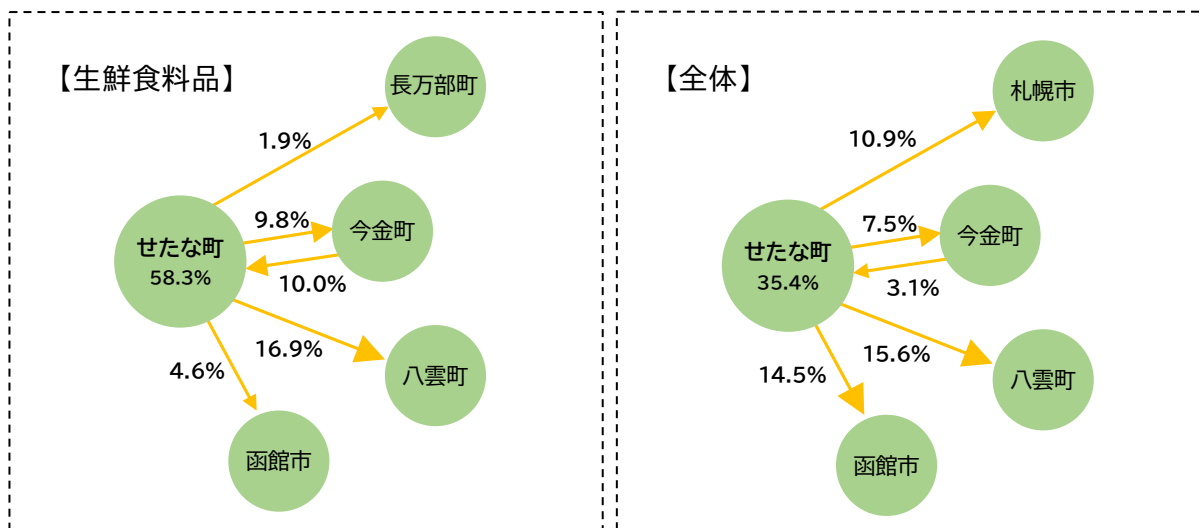 【生鮮食料品】
長万部町
1.9%
せたな町
58.3%
9.8%
今金町
10.0%
16.9%
八雲町
4.6%
函館市
【全体】
札幌市
10.9%
せたな町
35.4%
7.5%
今金町
3.1%
15.6%
八雲町
14.5%
函館市